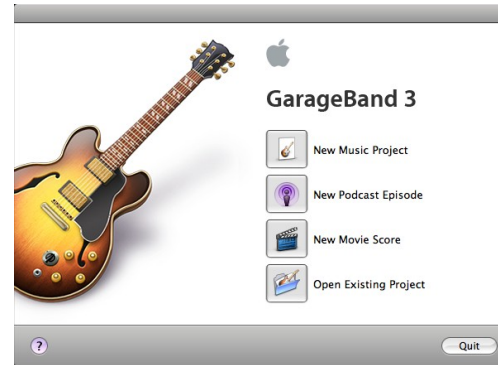 GarageBand 3
New Music Project
New Podcast Episode
New Movie Score
Open Existing Project
?
Quit